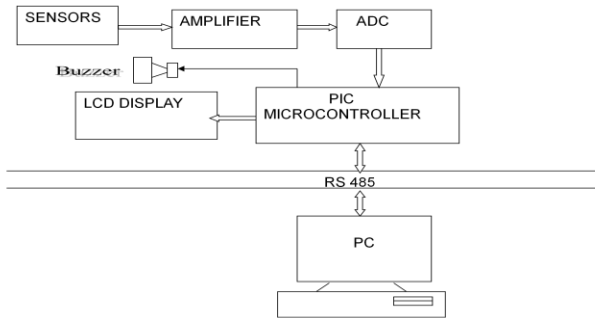 SENSORS
AMPLIFIER
ADC
Buzzer
LCD DISPLAY
PIC
MICROCONTROLLER
RS 485
PC